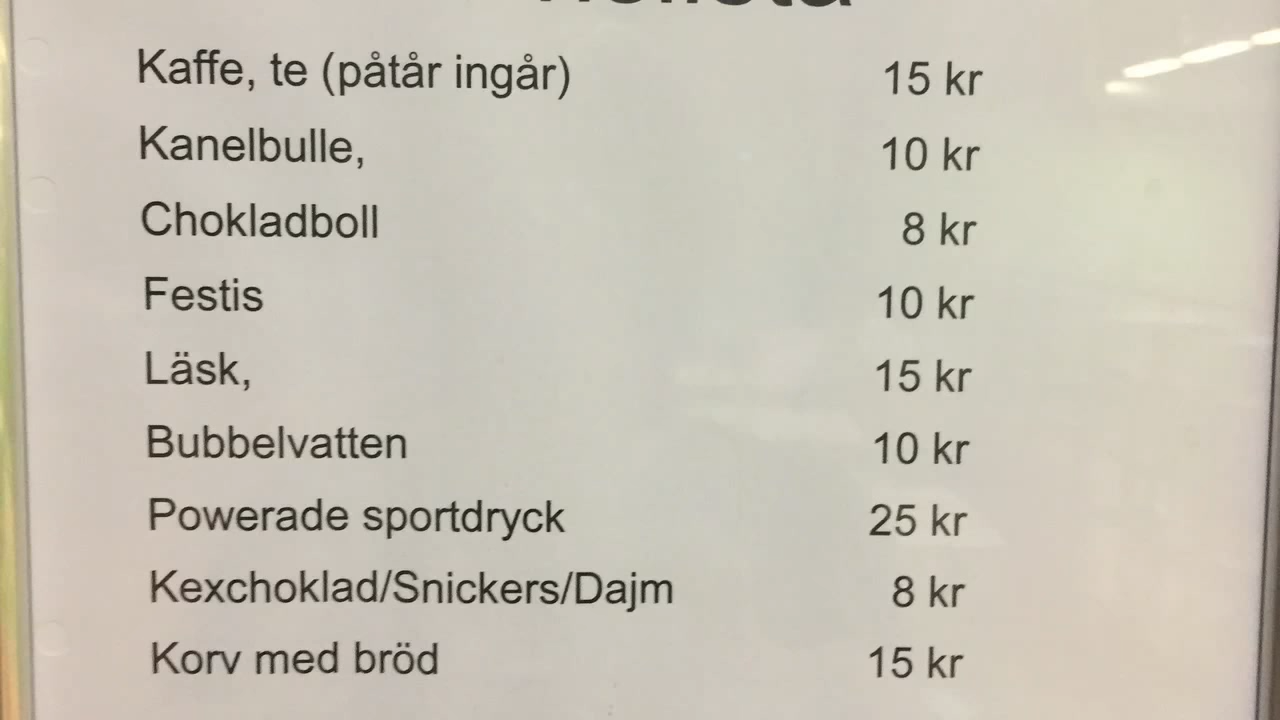 Kaffe, te (påtår ingår) 15 kr
Kanelbulle, 10 kr
Chokladboll 8 kr
Festis 10 kr
Läsk, 15 kr
Bubbelvatten 10 kr
Powerade sportdryck 25 kr
Kexchoklad/Snickers/Dajm 8 kr
Korv med bröd 15 kr